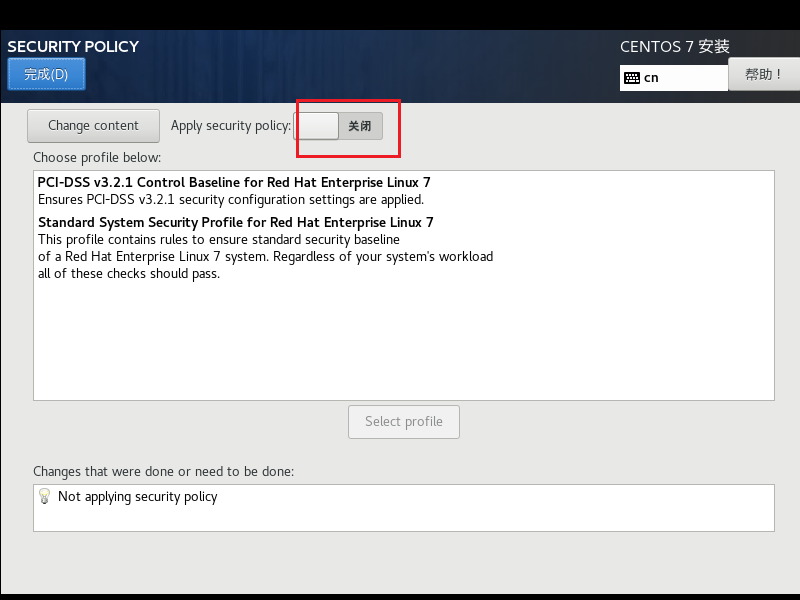 SECURITY POLICY
CENTOS 7 安装
完成(D)
cn
帮助！
Change content
Apply security policy:
关闭
Choose profile below:
PCI-DSS v3.2.1 Control Baseline for Red Hat Enterprise Linux 7
Ensures PCI-DSS v3.2.1 security configuration settings are applied.
Standard System Security Profile for Red Hat Enterprise Linux 7
This profile contains rules to ensure standard security baseline
of a Red Hat Enterprise Linux 7 system. Regardless of your system's workload
all of these checks should pass.
Select profile
Changes that were done or need to be done:
Not applying security policy